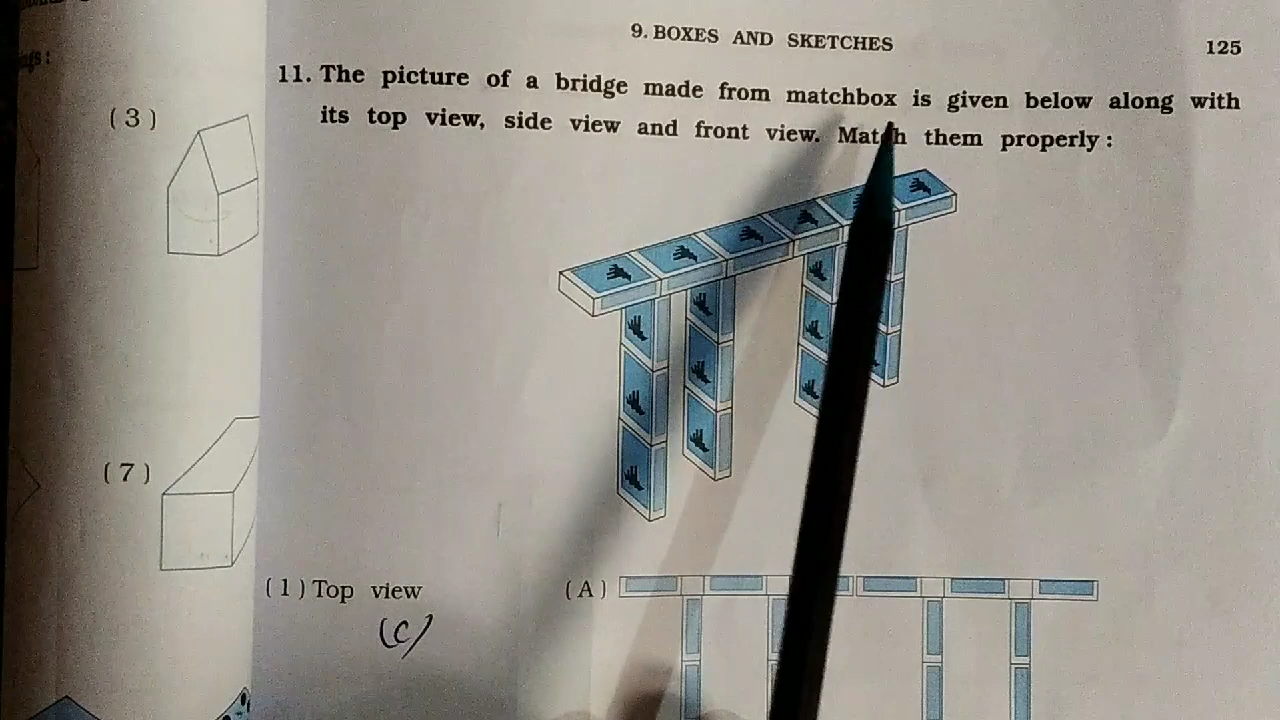 9. BOXES AND SKETCHES
125
11. The picture of a bridge made from matchbox is given below along with
its top view, side view and front view. Match them properly :
(3)
(7)
(1) Top view
(A)
(C)